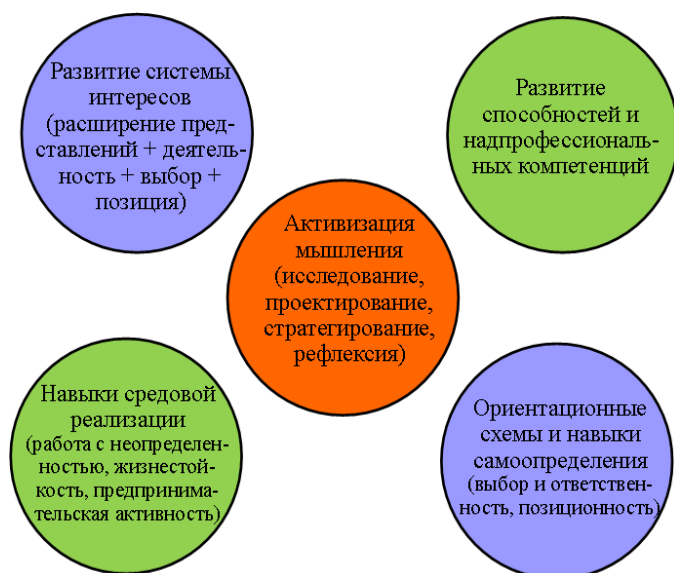 Развитие системы
интересов
(расширение пред-
ставлений + деятель-
ность + выбор +
позиция)
Развитие
способностей и
надпрофессиональ-
ных компетенций
Активизация
мышления
(исследование,
проектирование,
стратегирование,
рефлексия)
Навыки средовой
реализации
(работа с неопределен-
ностью, жизнестой-
кость, предпринима-
тельская активность)
Ориентационные
схемы и навыки
самоопределения
(выбор и ответствен-
ность, позиционность)